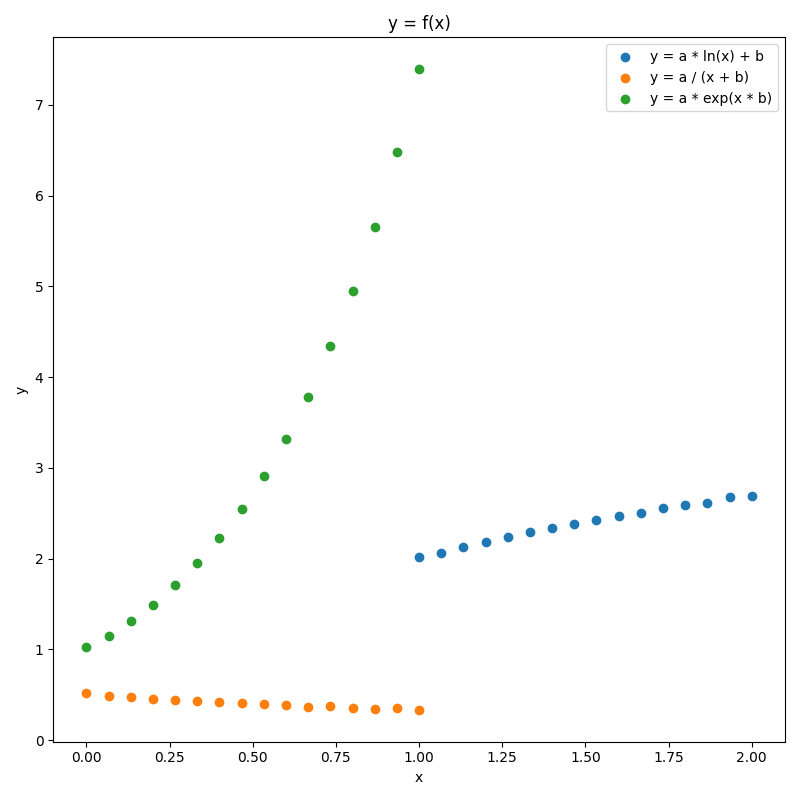 y = f(x)
y = a * ln(x) + b
y = a / (x + b)
y = a * exp(x * b)
7
6
5
4
3
2
1
0
y
0.00 0.25 0.50 0.75 1.00 1.25 1.50 1.75 2.00
x